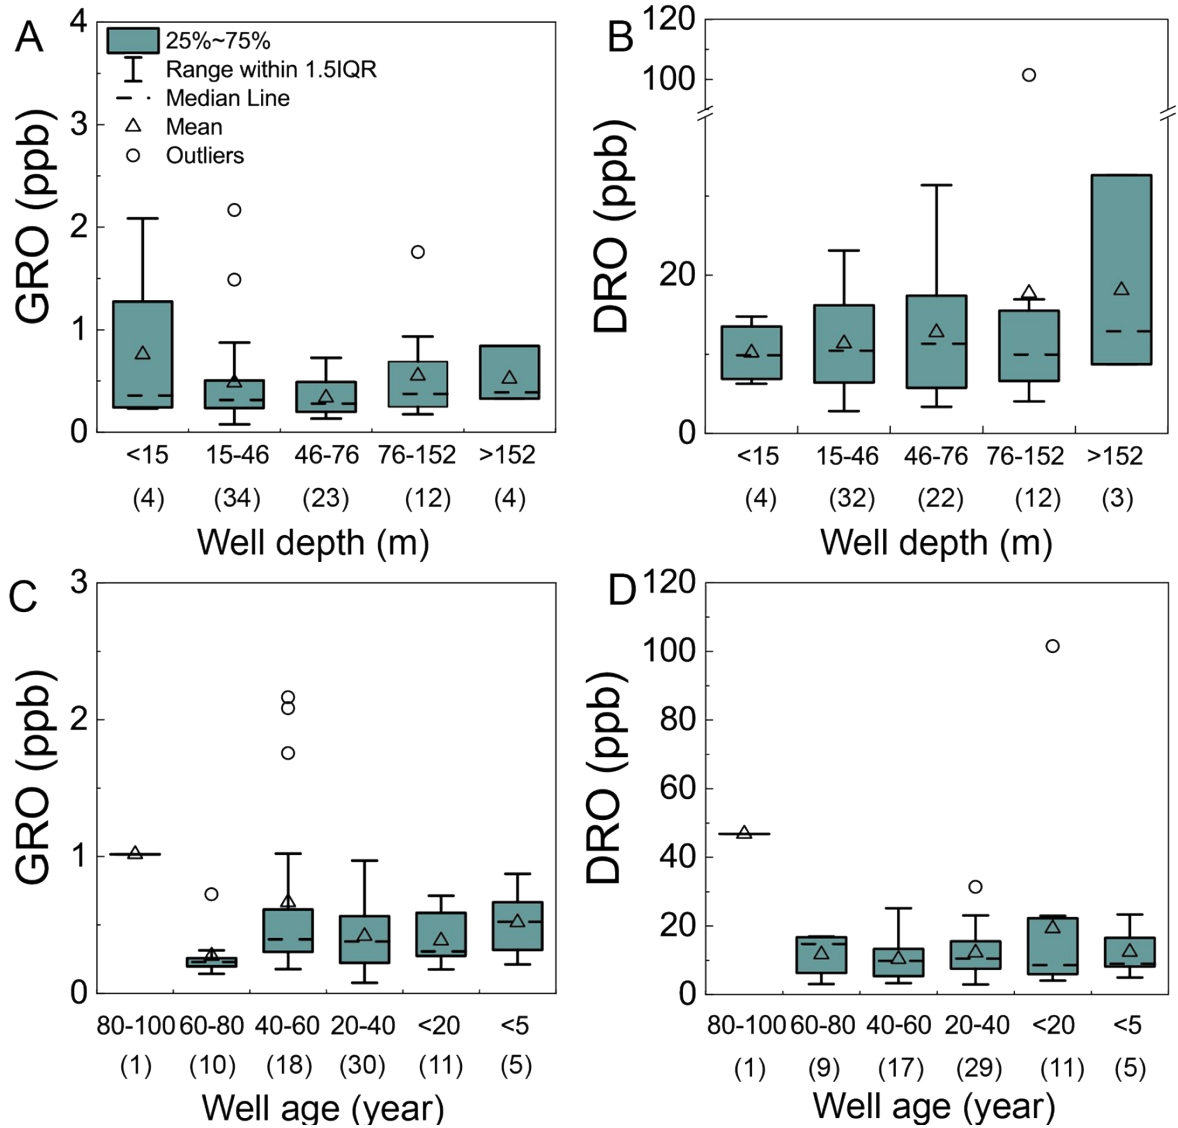 A
4
3
2
1
0
GRO (ppb)
25%~75%
Range within 1.5IQR
Median Line
Mean
Outliers
<15 15-46 46-76 76-152 >152
(4) (34) (23) (12) (4)
Well depth (m)
B
120
100
20
0
DRO (ppb)
<15 15-46 46-76 76-152 >152
(4) (32) (22) (12) (3)
Well depth (m)
C
3
2
1
0
GRO (ppb)
80-100 60-80 40-60 20-40 <20 <5
(1) (10) (18) (30) (11) (5)
Well age (year)
D
120
100
80
60
40
20
0
DRO (ppb)
80-100 60-80 40-60 20-40 <20 <5
(1) (9) (17) (29) (11) (5)
Well age (year)